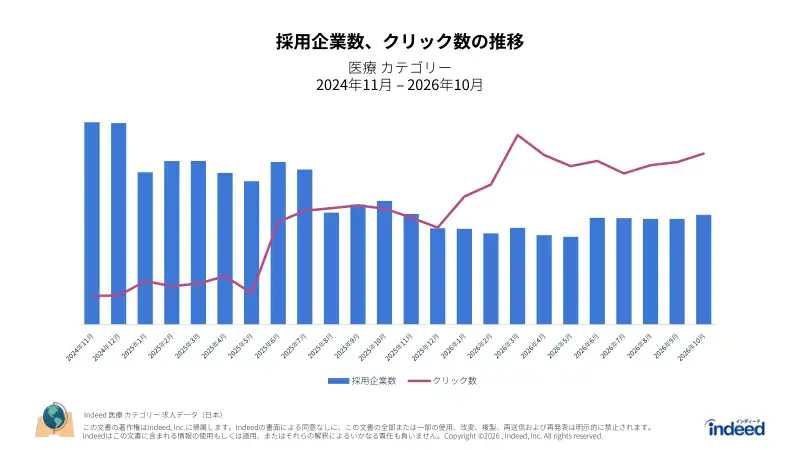 採用企業数、クリック数の推移
医療 カテゴリー
2024年11月 – 2026年10月
2024年11月
2024年12月
2025年1月
2025年2月
2025年3月
2025年4月
2025年5月
2025年6月
2025年7月
2025年8月
2025年9月
2025年10月
2025年11月
2025年12月
2026年1月
2026年2月
2026年3月
2026年4月
2026年5月
2026年6月
2026年7月
2026年8月
2026年9月
2026年10月
採用企業数 クリック数
Indeed 医療 カテゴリー 求人データ（日本）
この文書の著作権はIndeed, Inc.に帰属します。Indeedの書面による同意なしに、この文書の全部または一部の使用、改変、複製、再送信および再発表は明示的に禁止されます。
Indeedはこの文書に含まれる情報の使用もしくは適用、またはそれらの解釈によるいかなる責任も負いません。Copyright ©2026 , Indeed, Inc. All rights reserved.
インディード
indeed